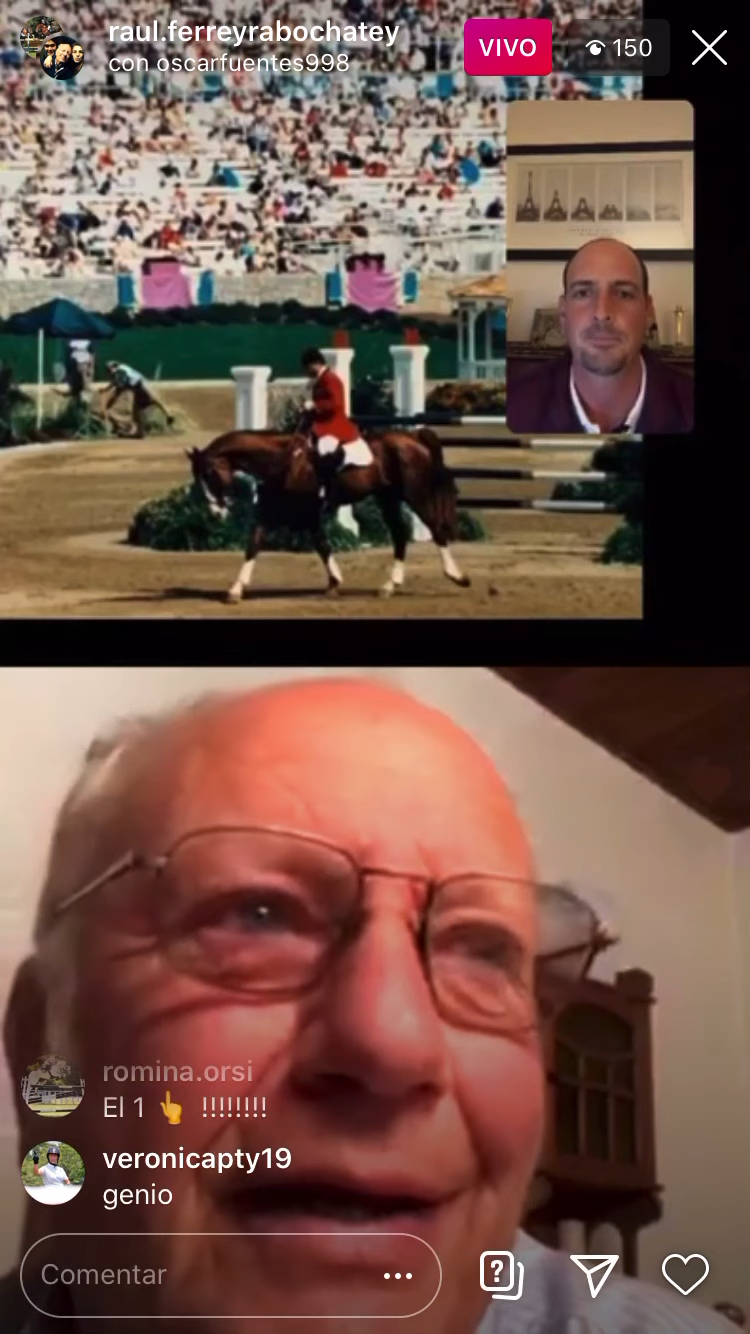 raul.ferreyrabochatey
con oscarfuentes998
VIVO
150
romina.orsi
El 1 👆 !!!!!!!!
veronicapty19
genio
Comentar